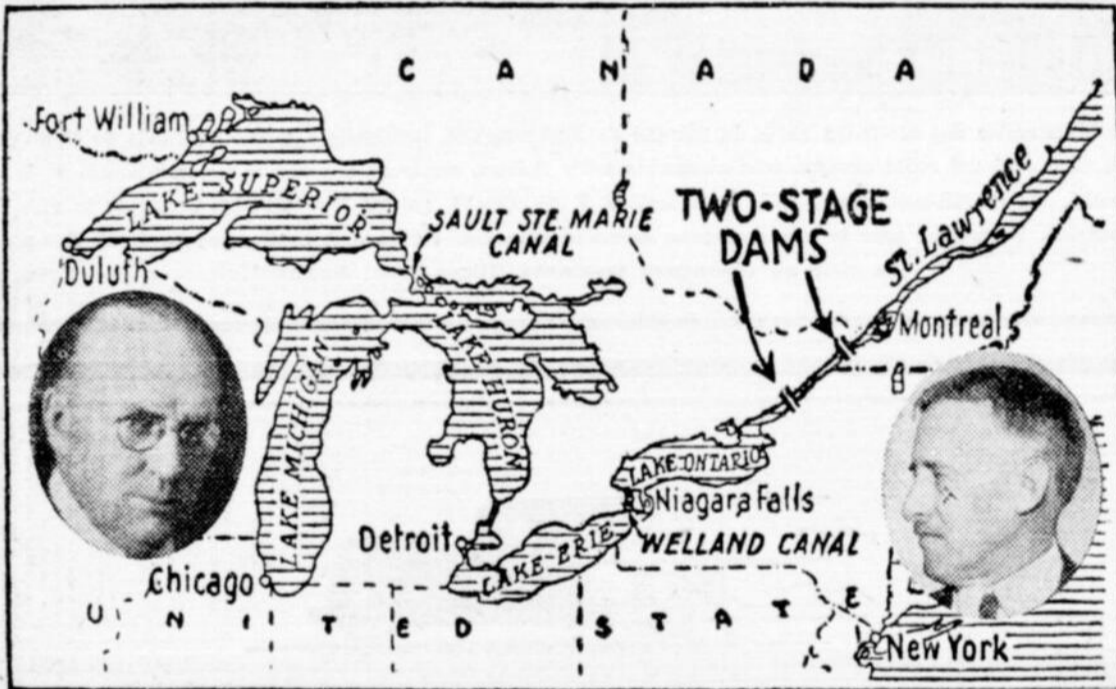 CANADA
Fort William
LAKE SUPERIOR
SAULT STE. MARIE
CANAL
TWO-STAGE
DAMS
St. Lawrence
Duluth
Montreal
LAKE MICHIGAN
LAKE HURON
LAKE ONTARIO
Niagara Falls
Detroit
LAKE ERIE
WELLAND CANAL
Chicago
UNITED STATE
New York